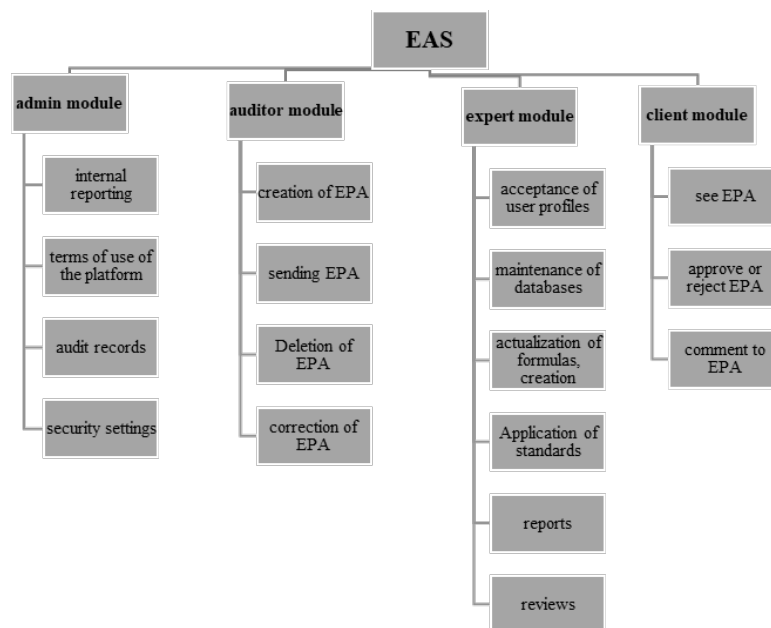 EAS
admin module
internal
reporting
terms of use of
the platform
audit records
security settings
auditor module
creation of EPA
sending EPA
Deletion of
EPA
correction of
EPA
expert module
acceptance of
user profiles
maintenance of
databases
actualization of
formulas,
creation
Application of
standards
reports
reviews
client module
see EPA
approve or
reject EPA
comment to
EPA